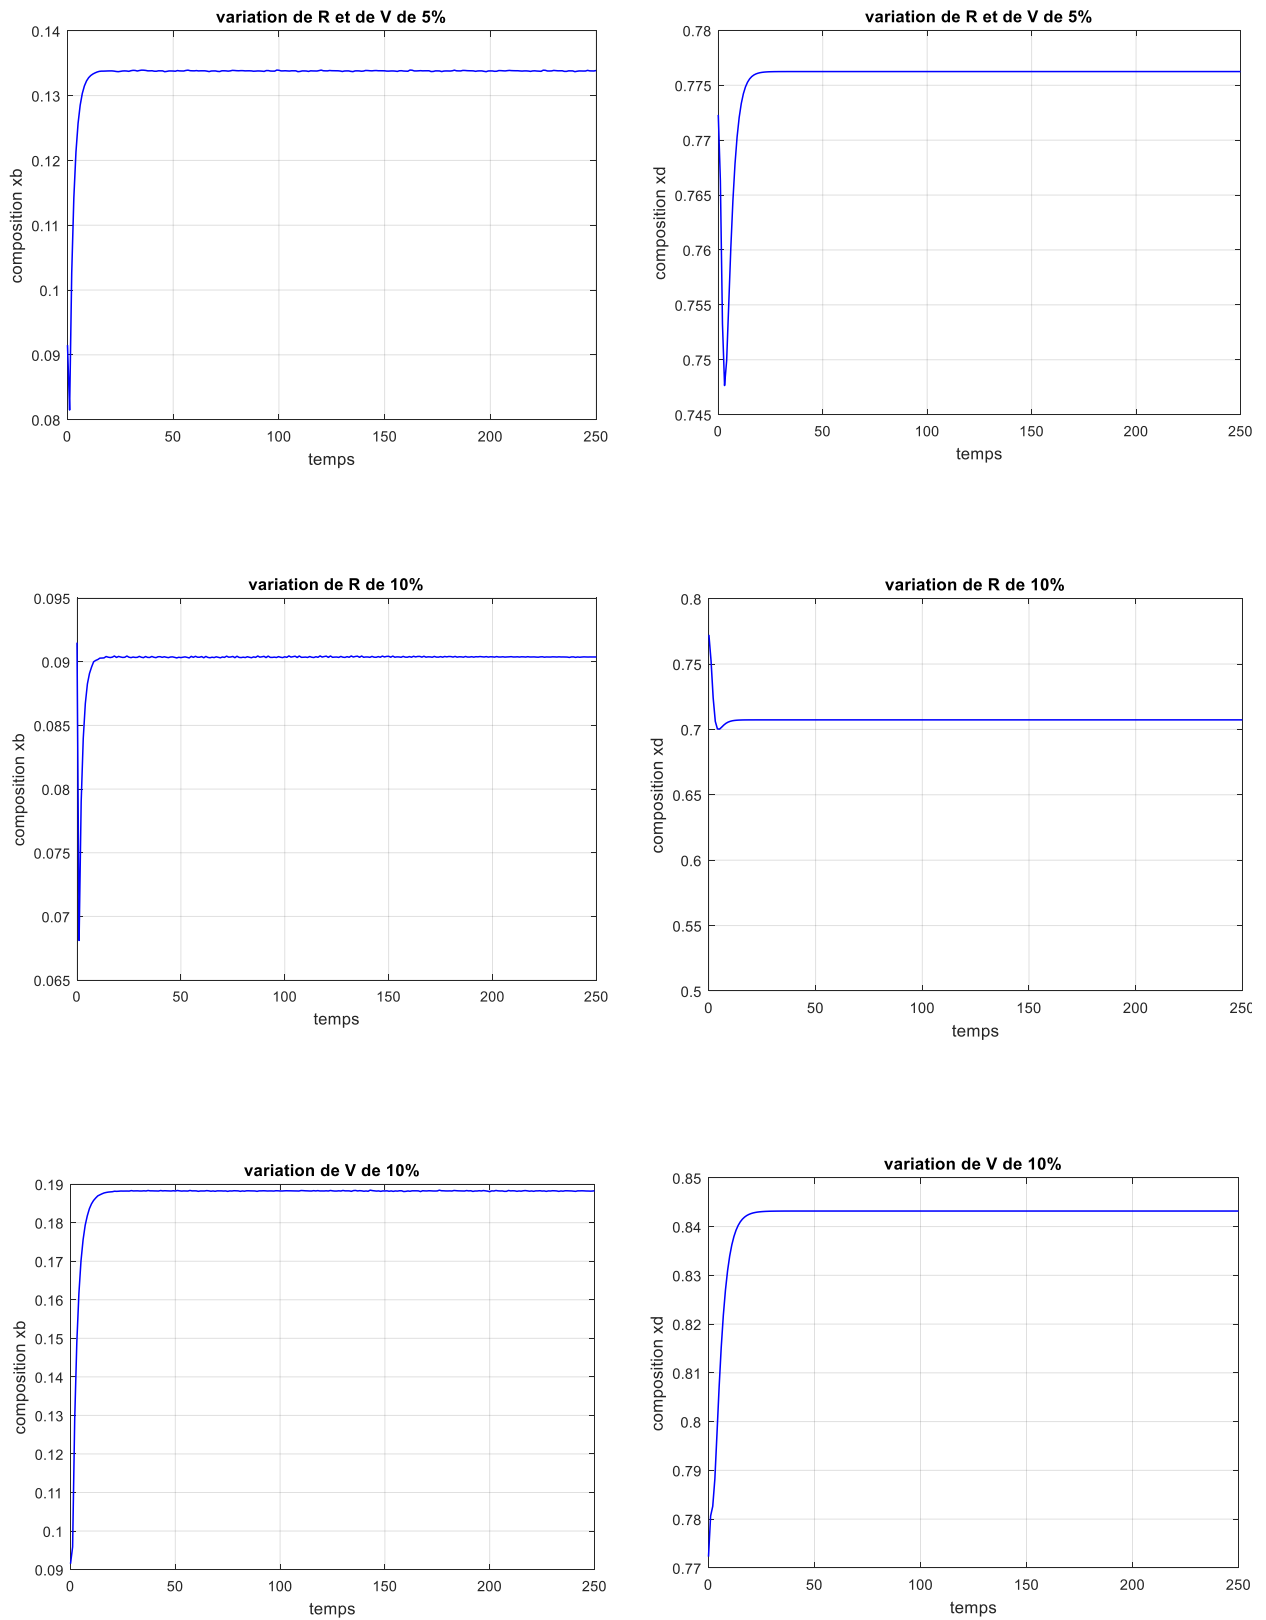 variation de R et de V de 5%
0.14
0.13
0.12
0.11
0.1
0.09
0.08
composition xb
0 50 100 150 200 250
temps
variation de R et de V de 5%
0.78
0.775
0.77
0.765
0.76
0.755
0.75
0.745
composition xd
0 50 100 150 200 250
temps
variation de R de 10%
0.095
0.09
0.085
0.08
0.075
0.07
0.065
composition xb
0 50 100 150 200 250
temps
variation de R de 10%
0.8
0.75
0.7
0.65
0.6
0.55
0.5
composition xd
0 50 100 150 200 250
temps
variation de V de 10%
0.19
0.18
0.17
0.16
0.15
0.14
0.13
0.12
0.11
0.1
0.09
composition xb
0 50 100 150 200 250
temps
variation de V de 10%
0.85
0.84
0.83
0.82
0.81
0.8
0.79
0.78
0.77
composition xd
0 50 100 150 200 250
temps